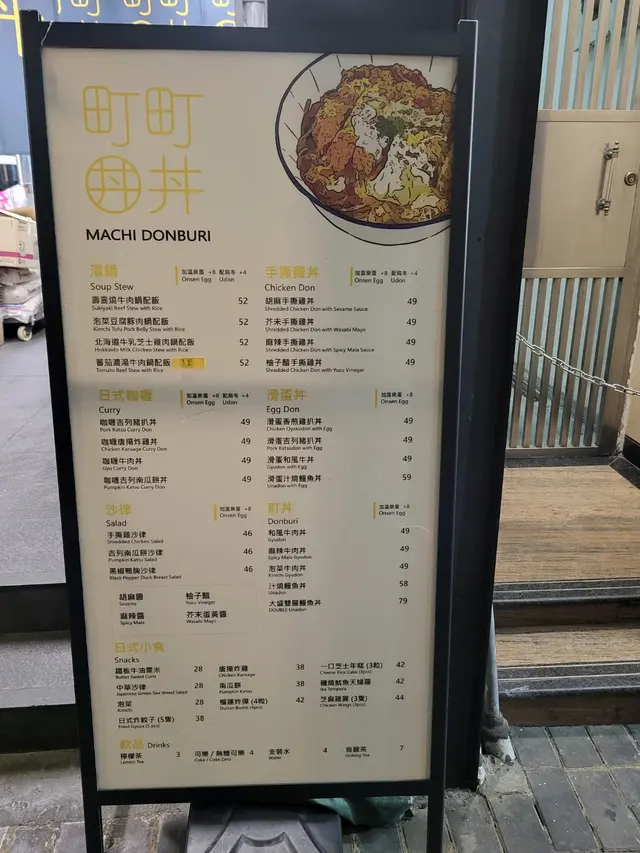 町町
丼丼
MACHI DONBURI
湯鍋 加溫泉蛋 +8 配烏冬 +4
Soup Stew Onsen Egg Udon
壽喜燒牛肉鍋配飯 52
Sukiyaki Beef Stew with Rice
泡菜豆腐豚肉鍋配飯 52
Kimchi Tofu Pork Belly Stew with Rice
北海道牛乳芝士雞肉鍋配飯 52
Hokkaido Milk Chicken Stew with Rice
蕃茄濃湯牛肉鍋配飯 52
Tomato Beef Stew with Rice
手撕雞丼 加溫泉蛋 +8 配烏冬 +4
Chicken Don Onsen Egg Udon
胡麻手撕雞丼 49
Shredded Chicken Don with Sesame Sauce
芥末手撕雞丼 49
Shredded Chicken Don with Wasabi Mayo
麻辣手撕雞丼 49
Shredded Chicken Don with Spicy Mala Sauce
柚子醋手撕雞丼 49
Shredded Chicken Don with Yuzu Vinegar
日式咖喱 加溫泉蛋 +8 配烏冬 +4
Curry Onsen Egg Udon
咖喱吉列豬扒丼 49
Pork Katsu Curry Don
咖喱唐揚炸雞丼 49
Chicken Karaage Curry Don
咖喱牛肉丼 49
Gyu Curry Don
咖喱吉列南瓜餅丼 49
Pumpkin Katsu Curry Don
滑蛋丼 加溫泉蛋 +8
Egg Don Onsen Egg
滑蛋香煎雞扒丼 49
Chicken Oyakodon with Egg
滑蛋吉列豬扒丼 49
Pork Katsudon with Egg
滑蛋和風牛丼 49
Gyudon with Egg
滑蛋汁燒鰻魚丼 59
Unadon with Egg
沙律 加溫泉蛋 +8
Salad Onsen Egg
手撕雞沙律 46
Shredded Chicken Salad
吉列南瓜餅沙律 46
Pumpkin Katsu Salad
黑椒鴨胸沙律 46
Black Pepper Duck Breast Salad
胡麻醬 柚子醋
Sesame Yuzu Vinegar
麻辣醬 芥末蛋黃醬
Spicy Mala Wasabi Mayo
町丼 加溫泉蛋 +8
Donburi Onsen Egg
和風牛肉丼 49
Gyudon
麻辣牛肉丼 49
Spicy Mala Gyudon
泡菜牛肉丼 49
Kimchi Gyudon
汁燒鰻魚丼 58
Unadon
大盛雙層鰻魚丼 79
DOUBLE Unadon
日式小食
Snacks
鐵板牛油粟米 28
Butter Sweet Corn
中華沙律 28
Japanese Green Sea Weed Salad
泡菜 28
Kimchi
日式炸餃子 (5隻) 38
Fried Gyoza (5 pcs)
唐揚炸雞 38
Chicken Karaage
南瓜餅 38
Pumpkin Katsu
榴槤炸彈 (4粒) 42
Durian Bomb (4pcs)
一口芝士年糕 (3粒) 42
Cheese Rice Cake (3pcs)
磯燒魷魚天婦羅 42
Ika Tempura
芝麻雞翼 (3隻) 44
Chicken Wings (3pcs)
飲品 Drinks
檸檬茶 3 可樂 / 無糖可樂 4 支裝水 4 烏龍茶 7
Lemon Tea Coke / Coke Zero Water Oolong Tea